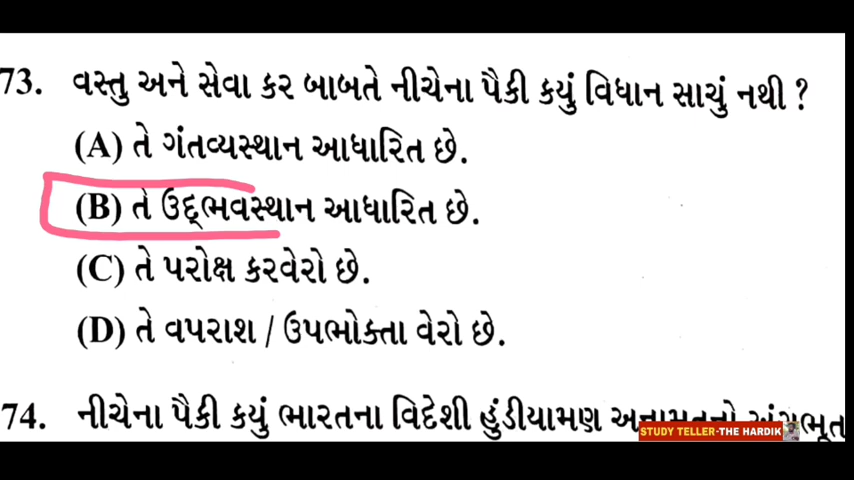 73. વસ્તુ અને સેવા કર બાબતે નીચેના પૈકી કયું વિધાન સાચું નથી ?
(A) તે ગંતવ્યસ્થાન આધારિત છે.
(B) તે ઉદ્ભવસ્થાન આધારિત છે.
(C) તે પરોક્ષ કરવેરો છે.
(D) તે વપરાશ / ઉપભોક્તા વેરો છે.
74. નીચેના પૈકી કયું ભારતના વિદેશી હુંડીયામણ
STUDY TELLER-THE HARDIK